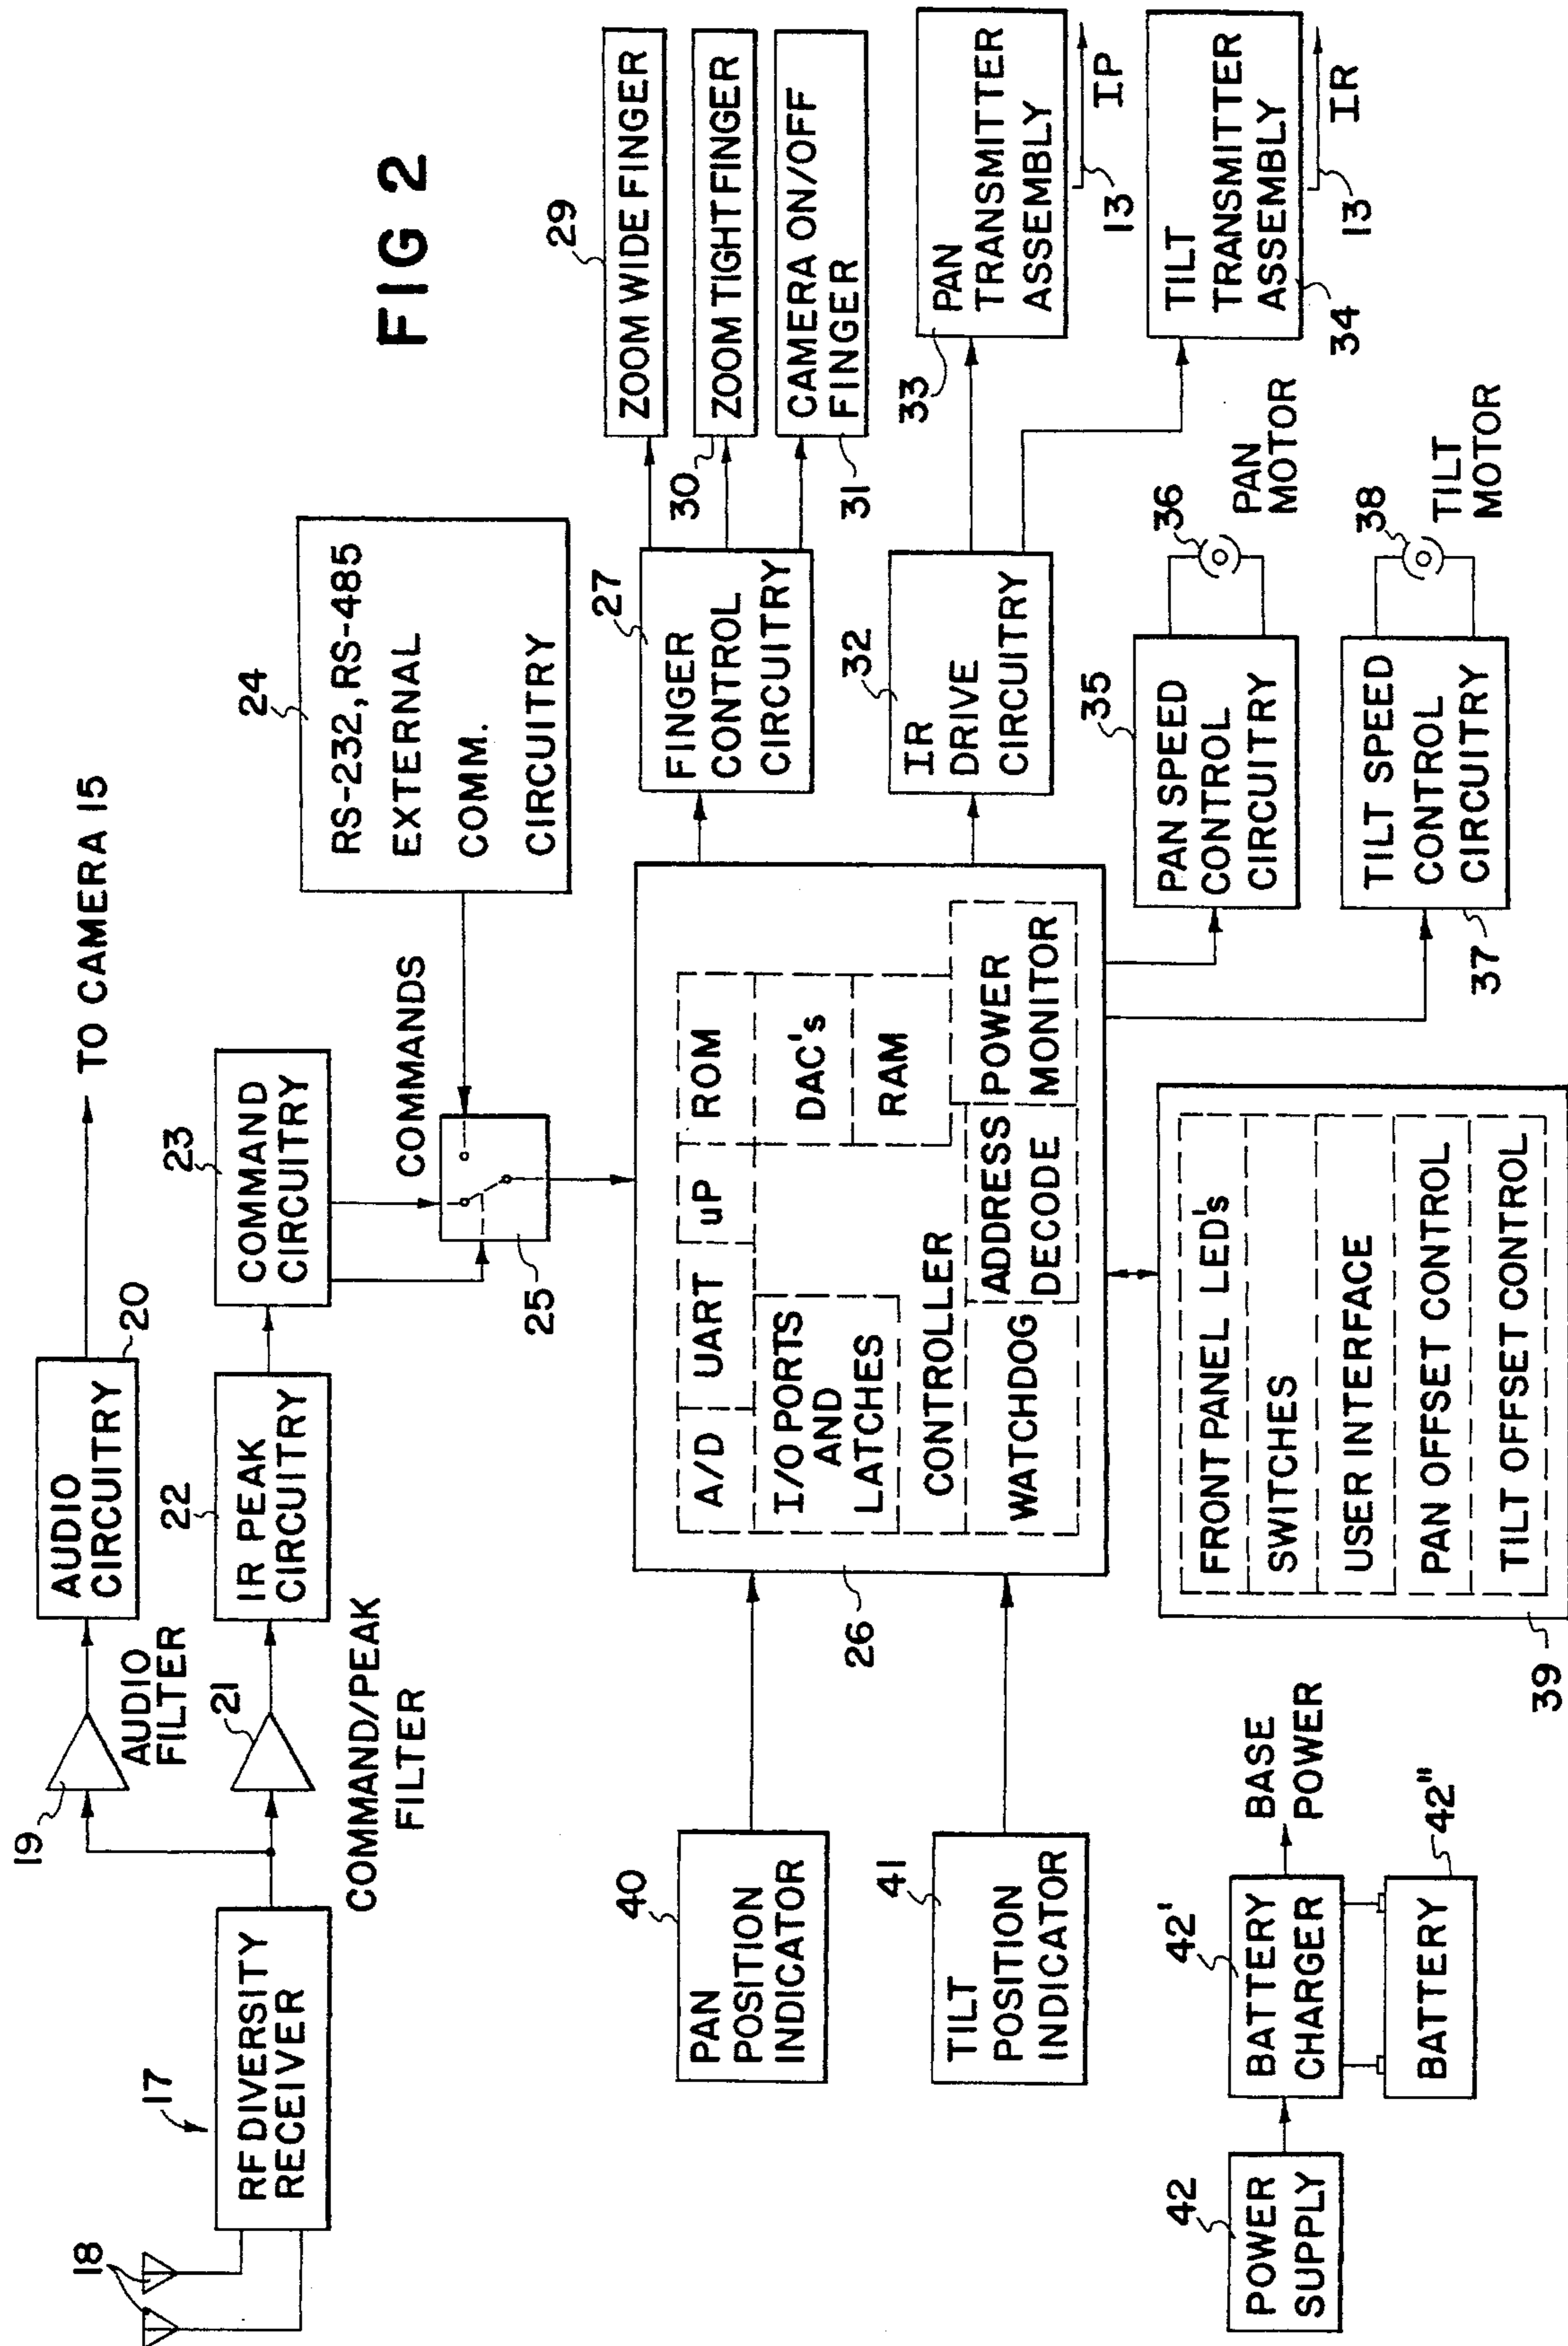 FIG 2
18
17
RF DIVERSITY
RECEIVER
19
AUDIO
FILTER
21
COMMAND/PEAK
FILTER
AUDIO
CIRCUITRY
20
TO CAMERA 15
22
IR PEAK
CIRCUITRY
23
COMMAND
CIRCUITRY
COMMANDS
25
24
RS-232, RS-485
EXTERNAL
COMM.
CIRCUITRY
26
A/D
UART
uP
ROM
I/O PORTS
AND
LATCHES
DAC's
RAM
CONTROLLER
WATCHDOG
ADDRESS
DECODE
POWER
MONITOR
27
FINGER
CONTROL
CIRCUITRY
29
ZOOM WIDE FINGER
30
ZOOM TIGHT FINGER
31
CAMERA ON/OFF
FINGER
32
IR
DRIVE
CIRCUITRY
33
PAN
TRANSMITTER
ASSEMBLY
13
IP
34
TILT
TRANSMITTER
ASSEMBLY
13
IR
35
PAN SPEED
CONTROL
CIRCUITRY
36
PAN
MOTOR
37
TILT SPEED
CONTROL
CIRCUITRY
38
TILT
MOTOR
39
FRONT PANEL LED's
SWITCHES
USER INTERFACE
PAN OFFSET CONTROL
TILT OFFSET CONTROL
40
PAN
POSITION
INDICATOR
41
TILT
POSITION
INDICATOR
42
POWER
SUPPLY
42'
BATTERY
CHARGER
BASE
POWER
42"
BATTERY